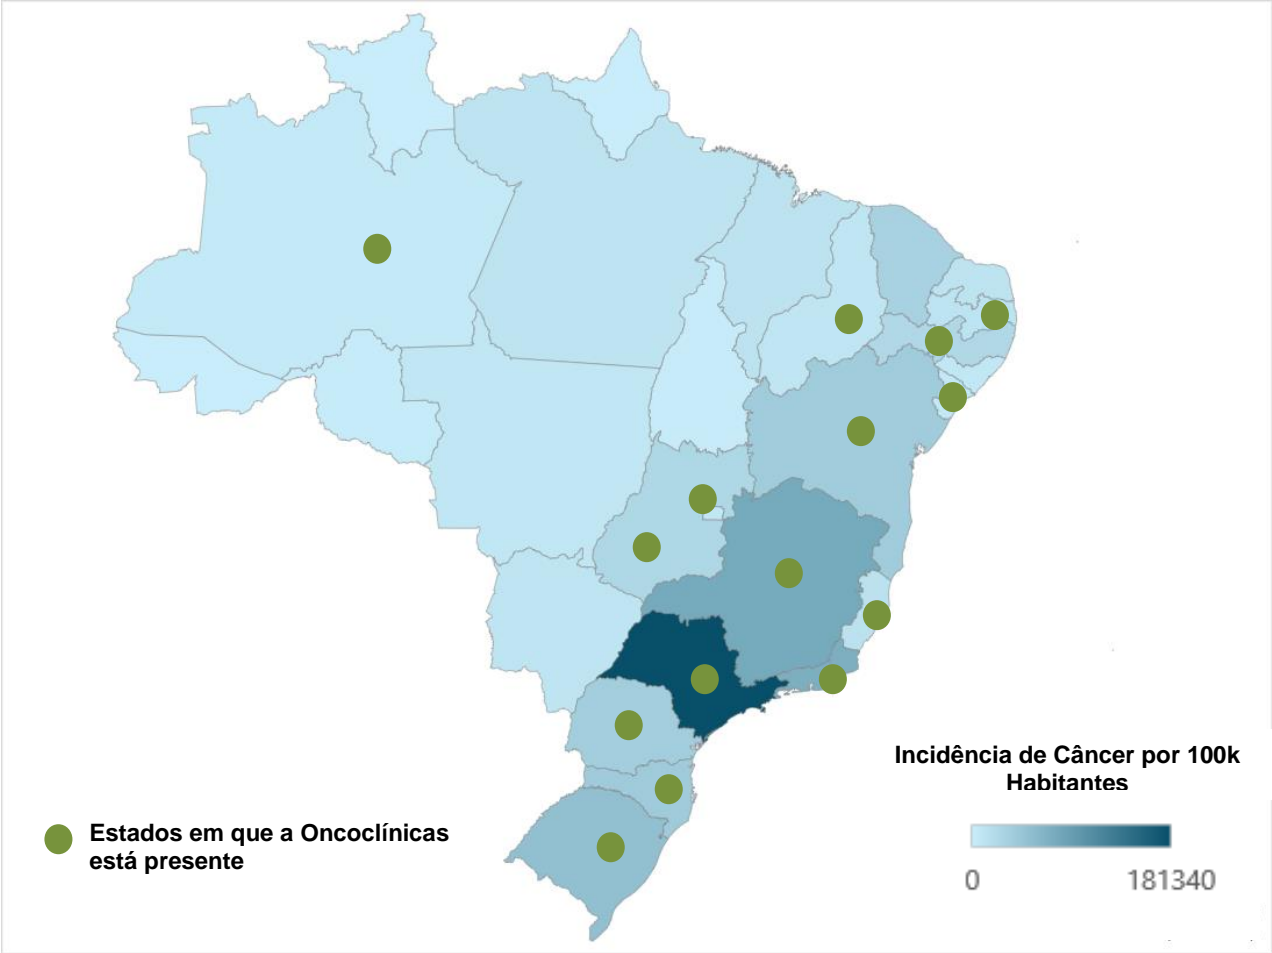 Incidência de Câncer por 100k
Habitantes
0 181340
Estados em que a Oncoclínicas
está presente